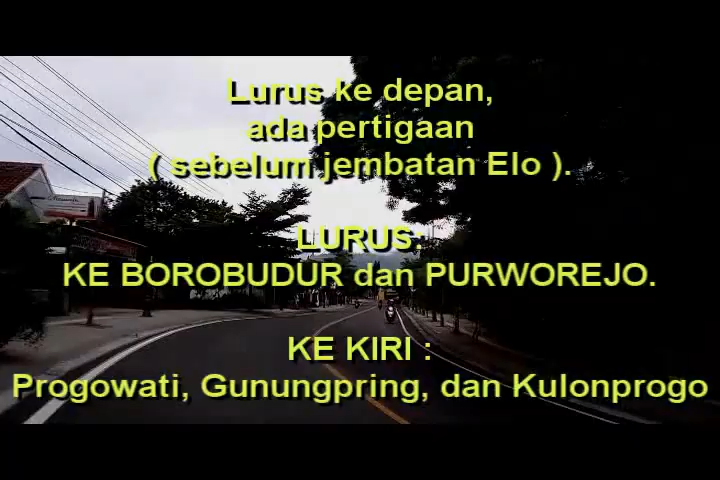 Lurus ke depan,
ada pertigaan
( sebelum jembatan Elo ).
LURUS:
KE BOROBUDUR dan PURWOREJO.
KE KIRI :
Progowati, Gunungpring, dan Kulonprogo